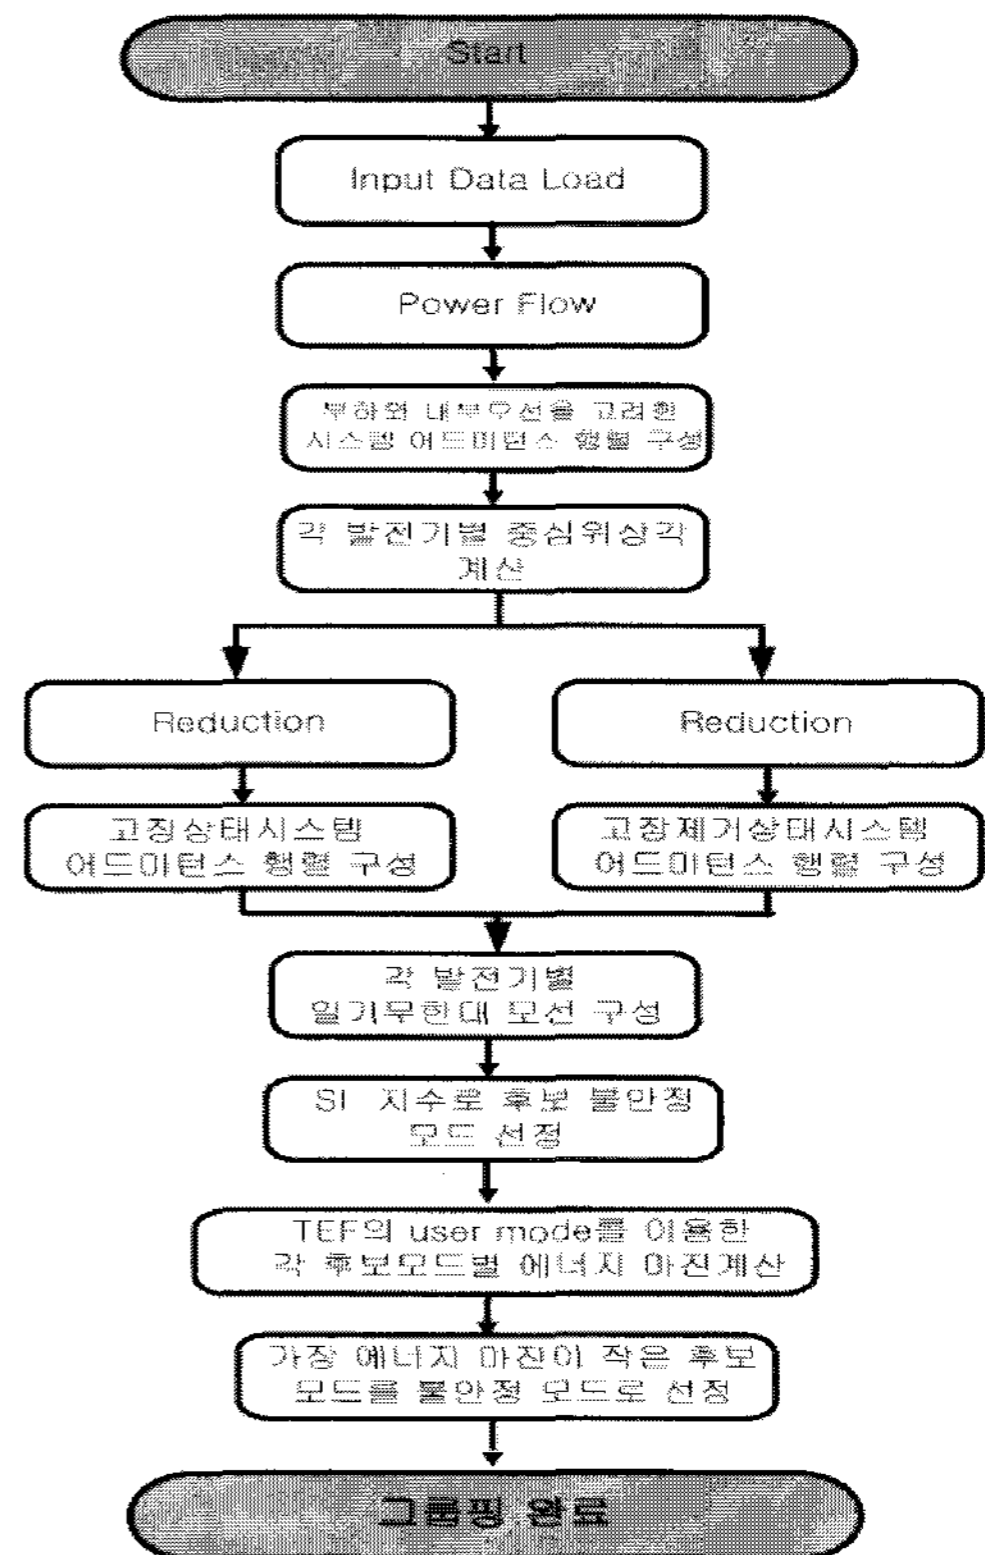 Start
Input Data Load
Power Flow
부하와 내부모선을 고려한
시스템 어드미턴스 행렬 구성
각 발전기별 중심위상각
계산
Reduction
Reduction
고장상태시스템
어드미턴스 행렬 구성
고장제거상태시스템
어드미턴스 행렬 구성
각 발전기별
일기무한대 모선 구성
SI 지수로 후보 불안정
모드 선정
TEF의 user mode를 이용한
각 후보모드별 에너지 마진계산
가장 에너지 마진이 작은 후보
모드를 불안정 모드로 선정
그룹핑 완료